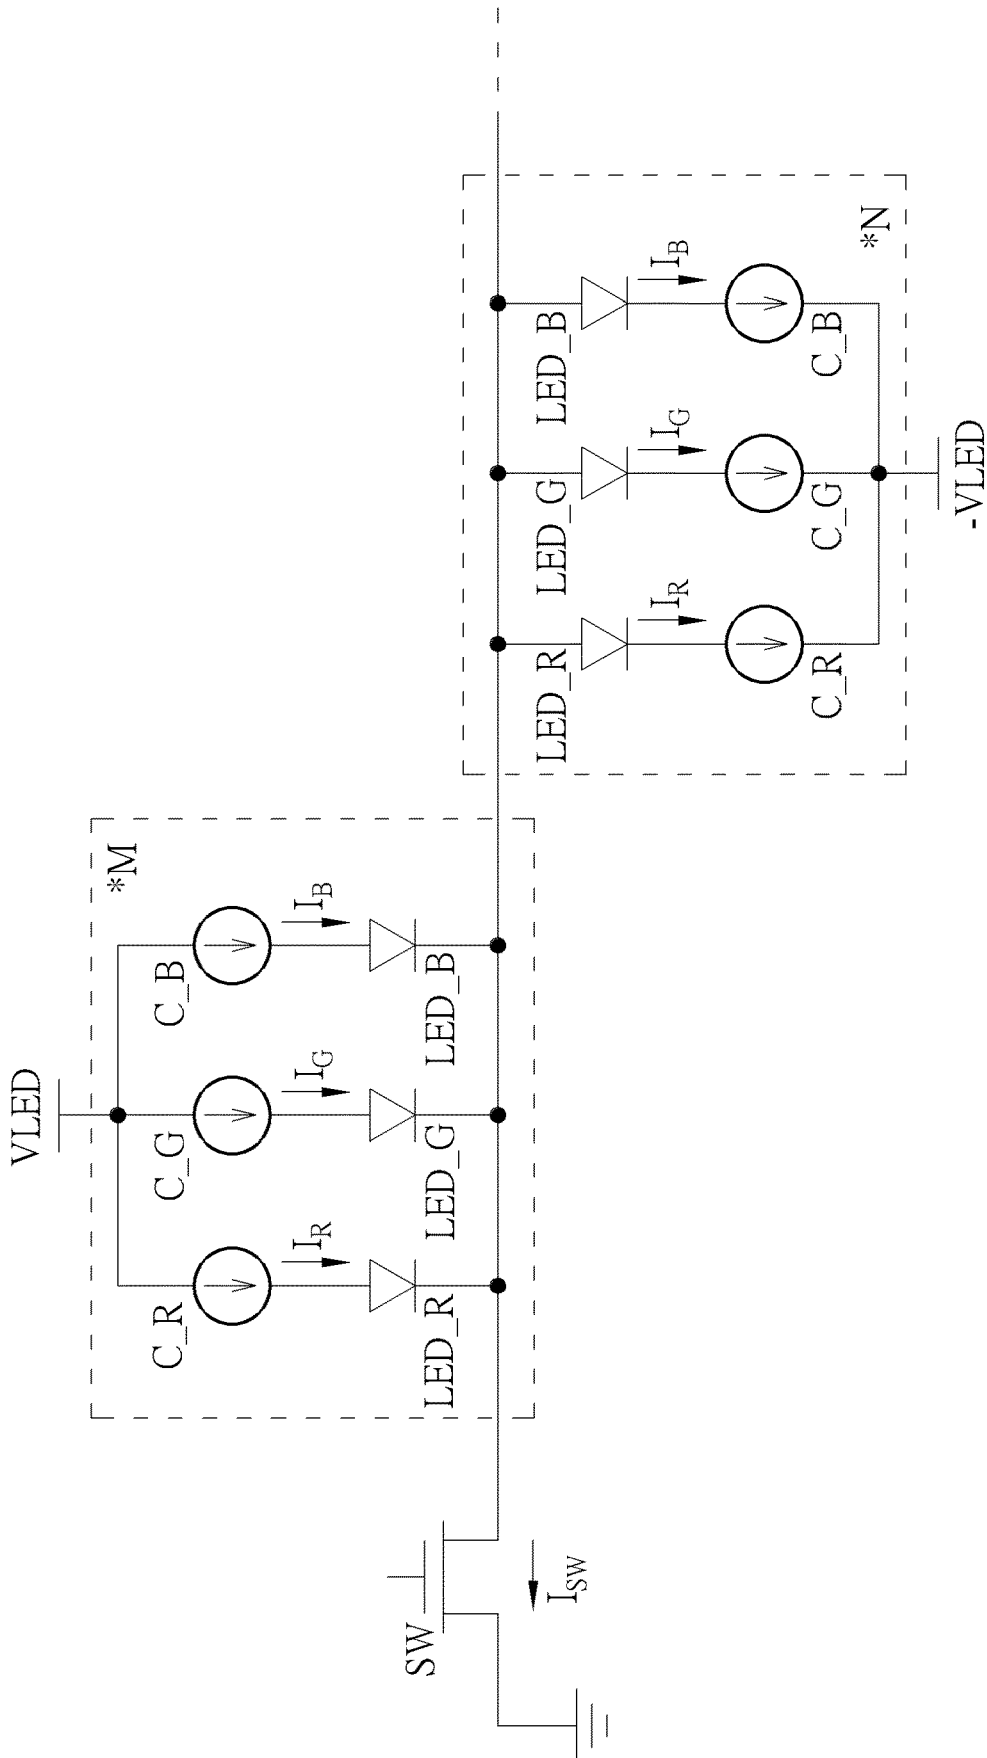 VLED
*M
C_R
C_G
C_B
I_R
I_G
I_B
LED_R
LED_G
LED_B
SW
I_SW
LED_R
LED_G
LED_B
I_R
I_G
I_B
C_R
C_G
C_B
*N
-VLED